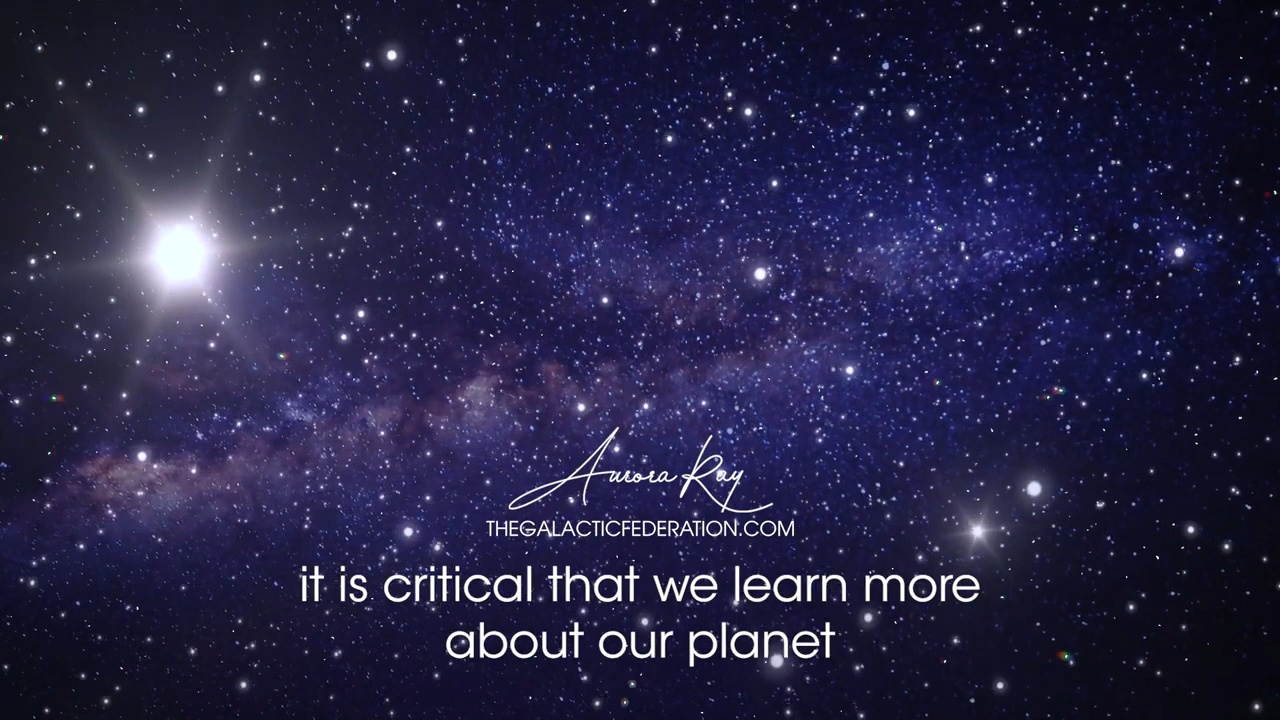 Aurora Ray
THEGALACTICFEDERATION.COM
it is critical that we learn more
about our planet